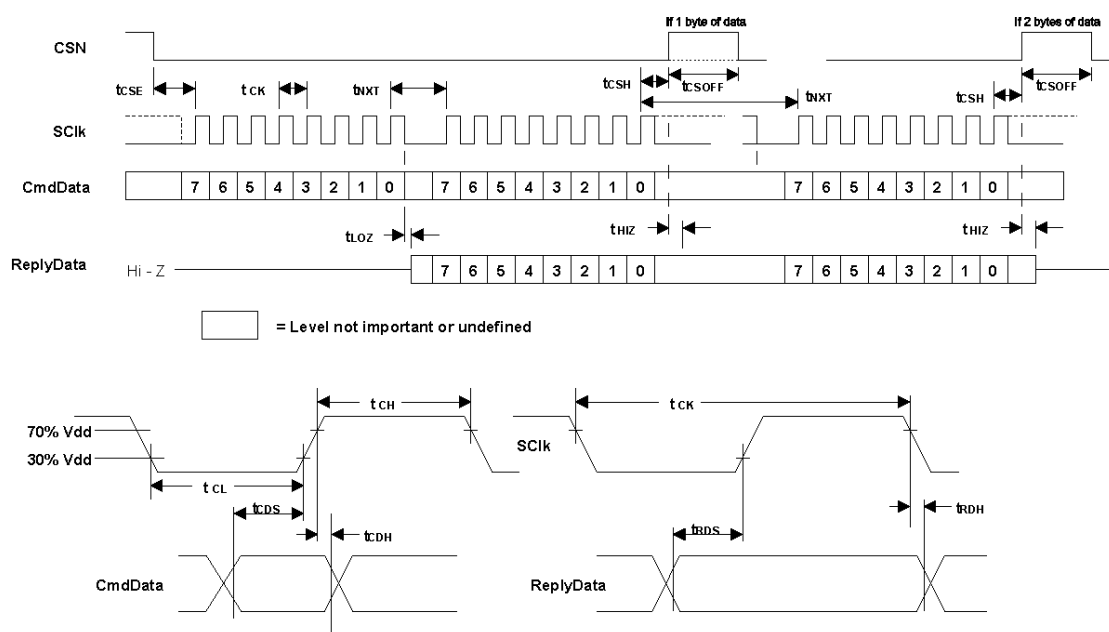 If 1 byte of data
If 2 bytes of data
CSN
tCSE
tCK
tNXT
tCSH
tCSOFF
tNXT
tCSH
tCSOFF
SClk
CmdData
7 6 5 4 3 2 1 0
7 6 5 4 3 2 1 0
7 6 5 4 3 2 1 0
tLOZ
tHIZ
tHIZ
ReplyData
Hi - Z
7 6 5 4 3 2 1 0
7 6 5 4 3 2 1 0
= Level not important or undefined
tCH
tCK
70% Vdd
30% Vdd
SClk
tCL
tCDS
tCDH
tRDS
tRDH
CmdData
ReplyData